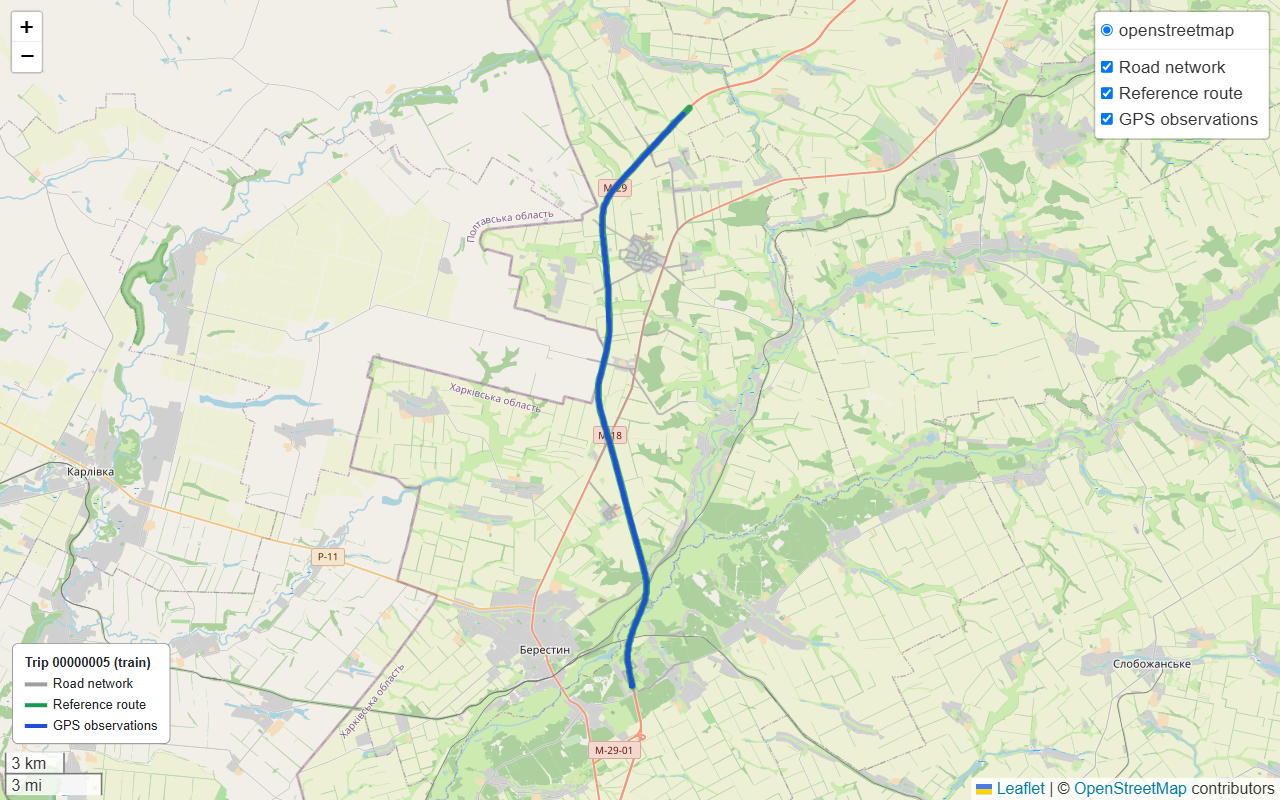 +
−
openstreetmap
Road network
Reference route
GPS observations
M-29
Полтавська область
Харківська область
M-18
Карлівка
P-11
Берестин
Слобожанське
Харківська область
M-29-01
Trip 00000005 (train)
Road network
Reference route
GPS observations
3 km
3 mi
Leaflet | © OpenStreetMap contributors